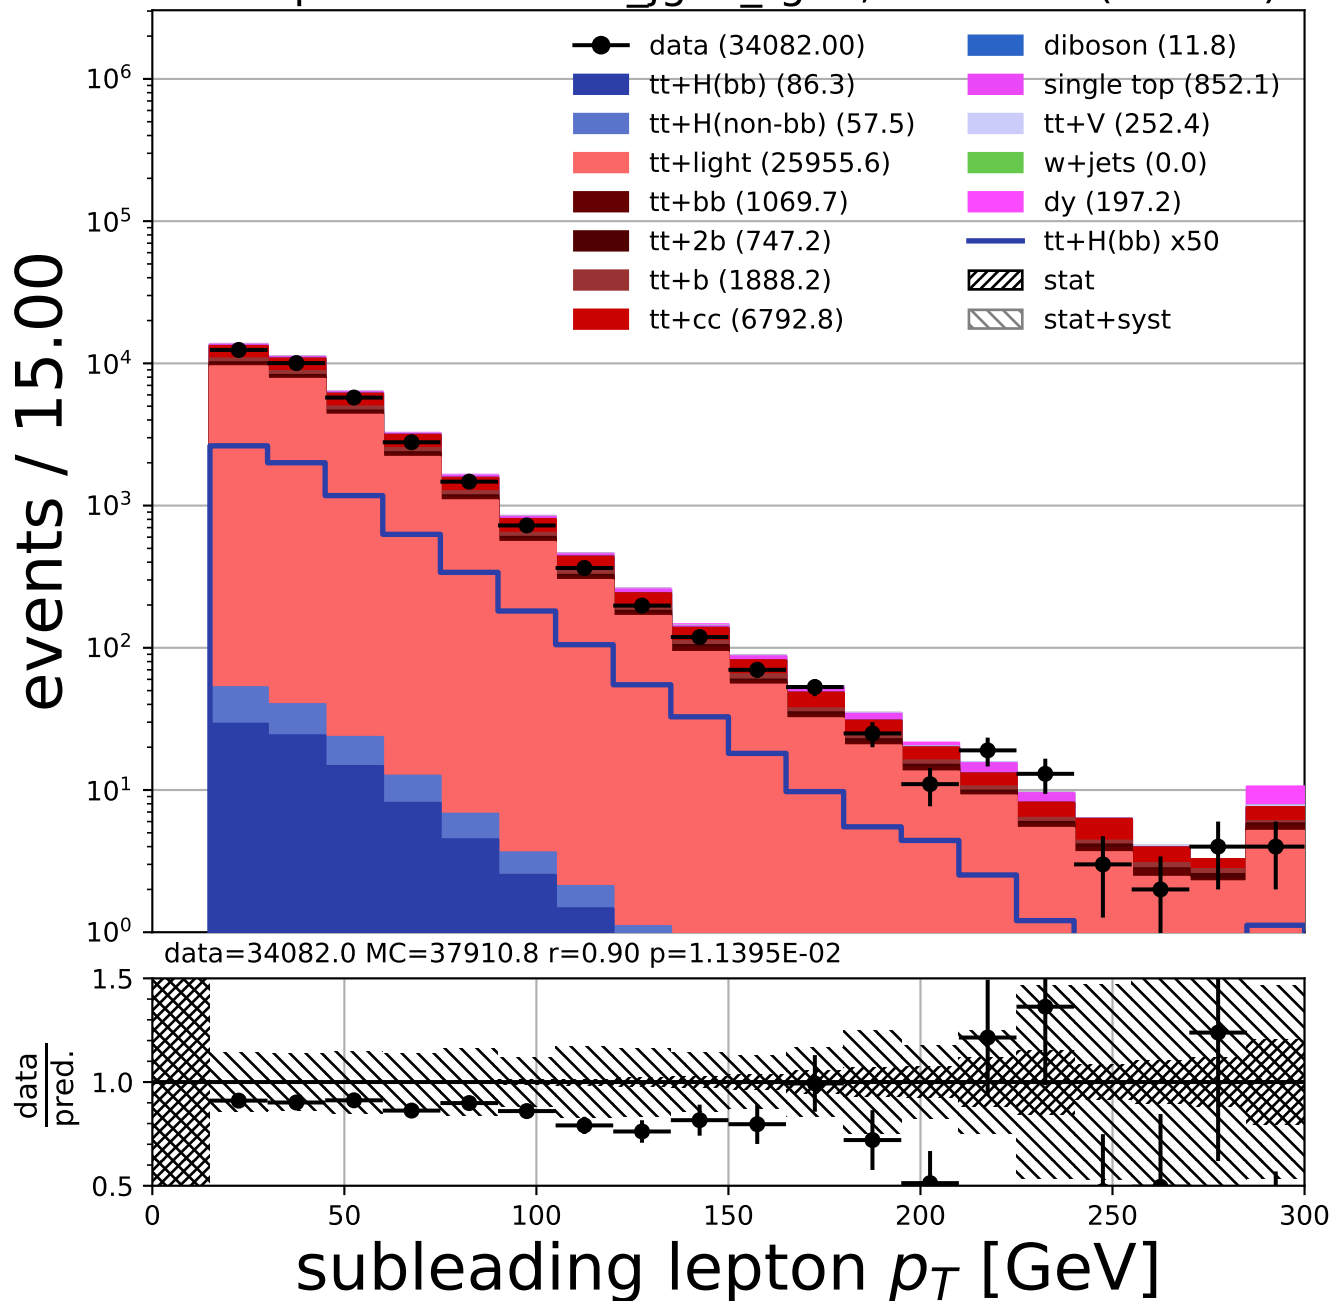 data (34082.00)
tt+H(bb) (86.3)
tt+H(non-bb) (57.5)
tt+light (25955.6)
tt+bb (1069.7)
tt+2b (747.2)
tt+b (1888.2)
tt+cc (6792.8)
diboson (11.8)
single top (852.1)
tt+V (252.4)
w+jets (0.0)
dy (197.2)
tt+H(bb) x50
stat
stat+syst
events / 15.00
10⁶
10⁵
10⁴
10³
10²
10¹
10⁰
data=34082.0 MC=37910.8 r=0.90 p=1.1395E-02
data
pred.
1.5
1.0
0.5
0 50 100 150 200 250 300
subleading lepton p_T [GeV]